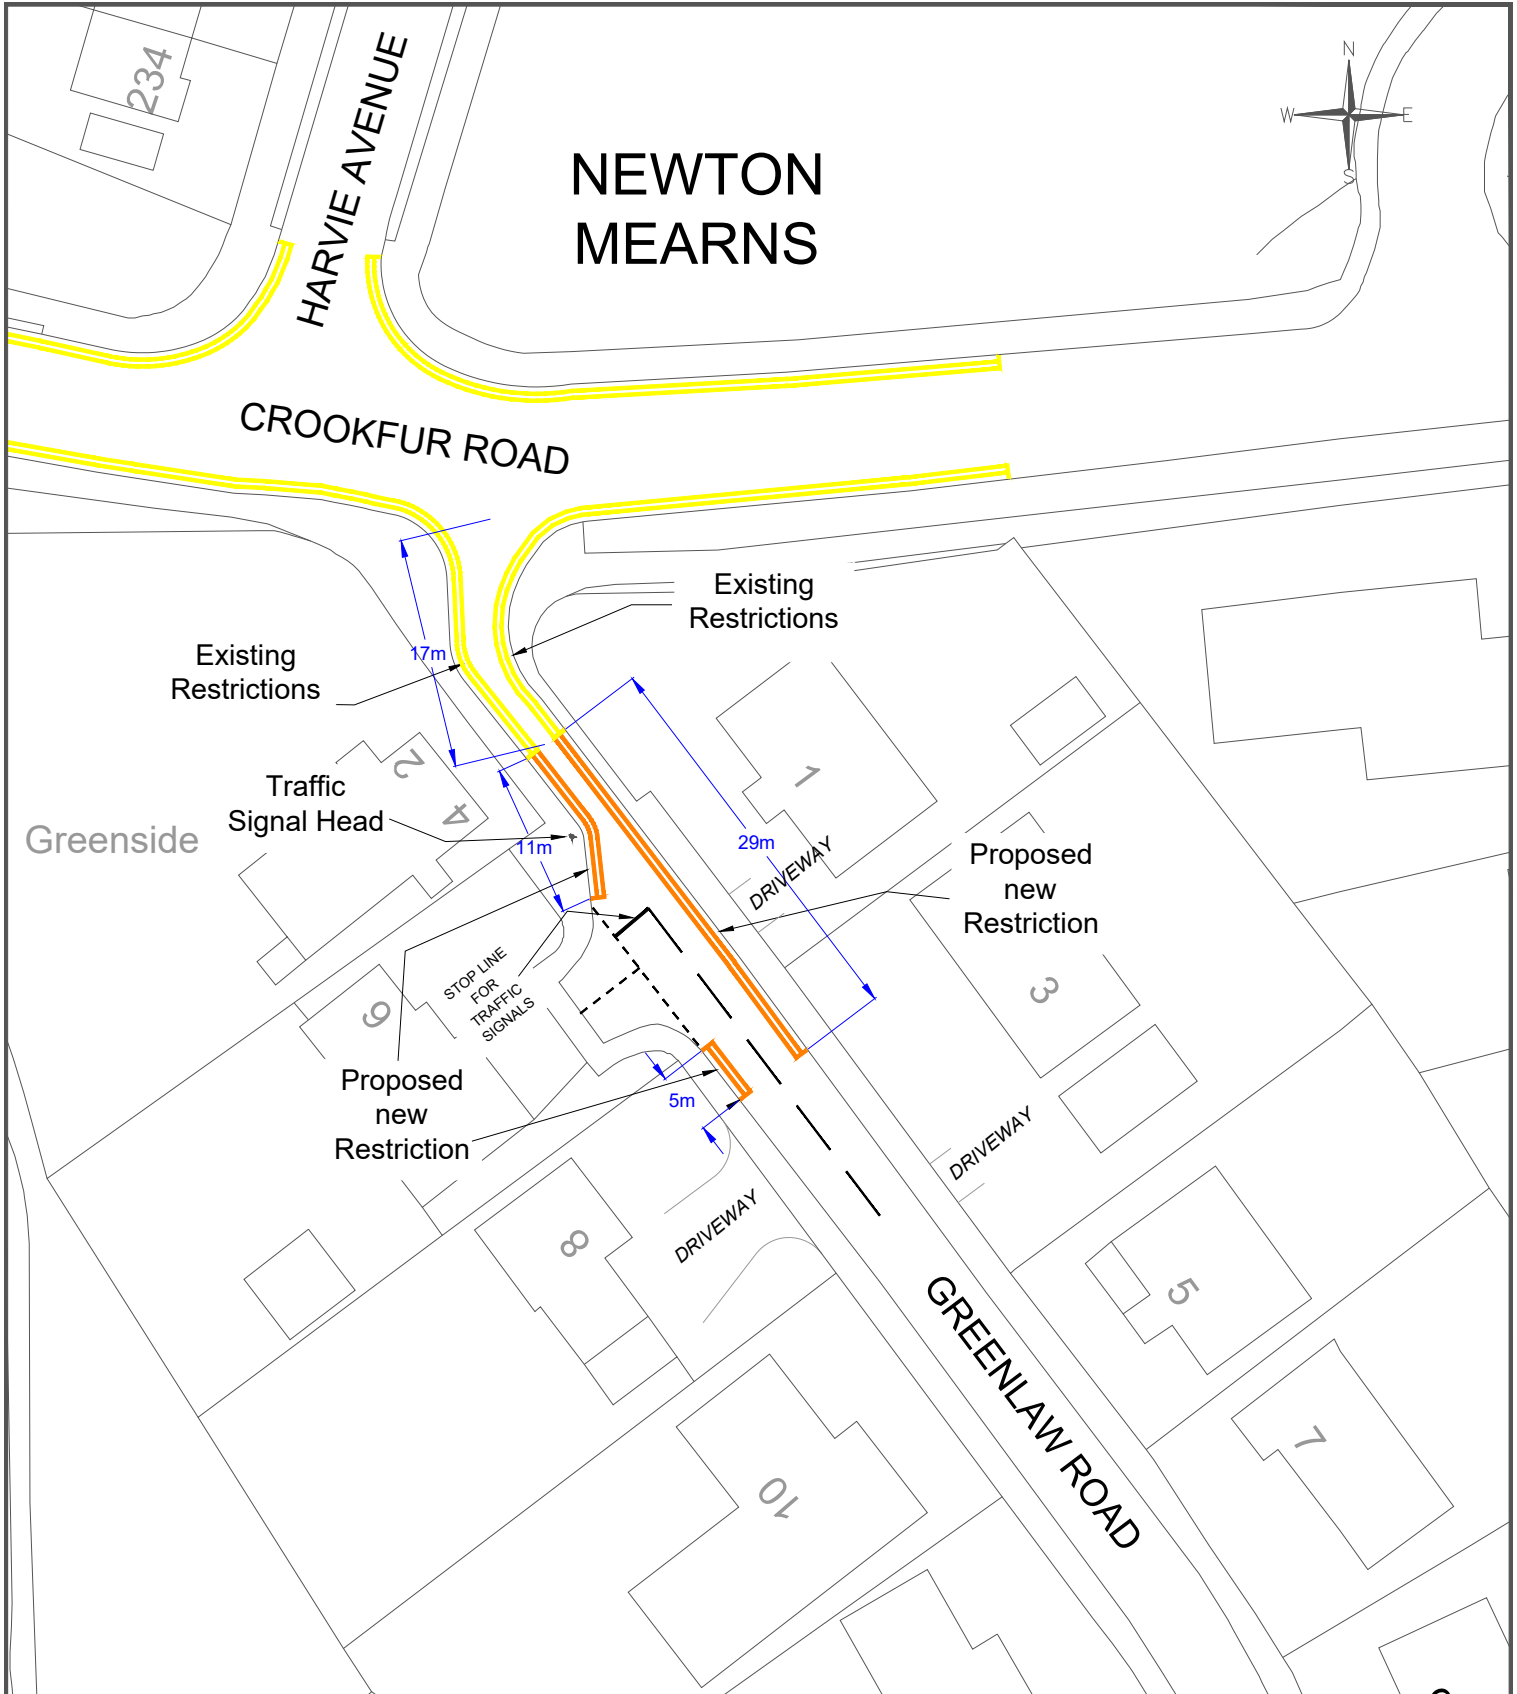 234
HARVIE AVENUE
NEWTON
MEARNS
N
W
E
S
CROOKFUR ROAD
Existing
Restrictions
Existing
Restrictions
17m
2
4
1
Traffic
Signal Head
Greenside
11m
29m
DRIVEWAY
Proposed
new
Restriction
STOP LINE
FOR
TRAFFIC
SIGNALS
6
3
Proposed
new
Restriction
5m
DRIVEWAY
DRIVEWAY
8
5
GREENLAW ROAD
7
10